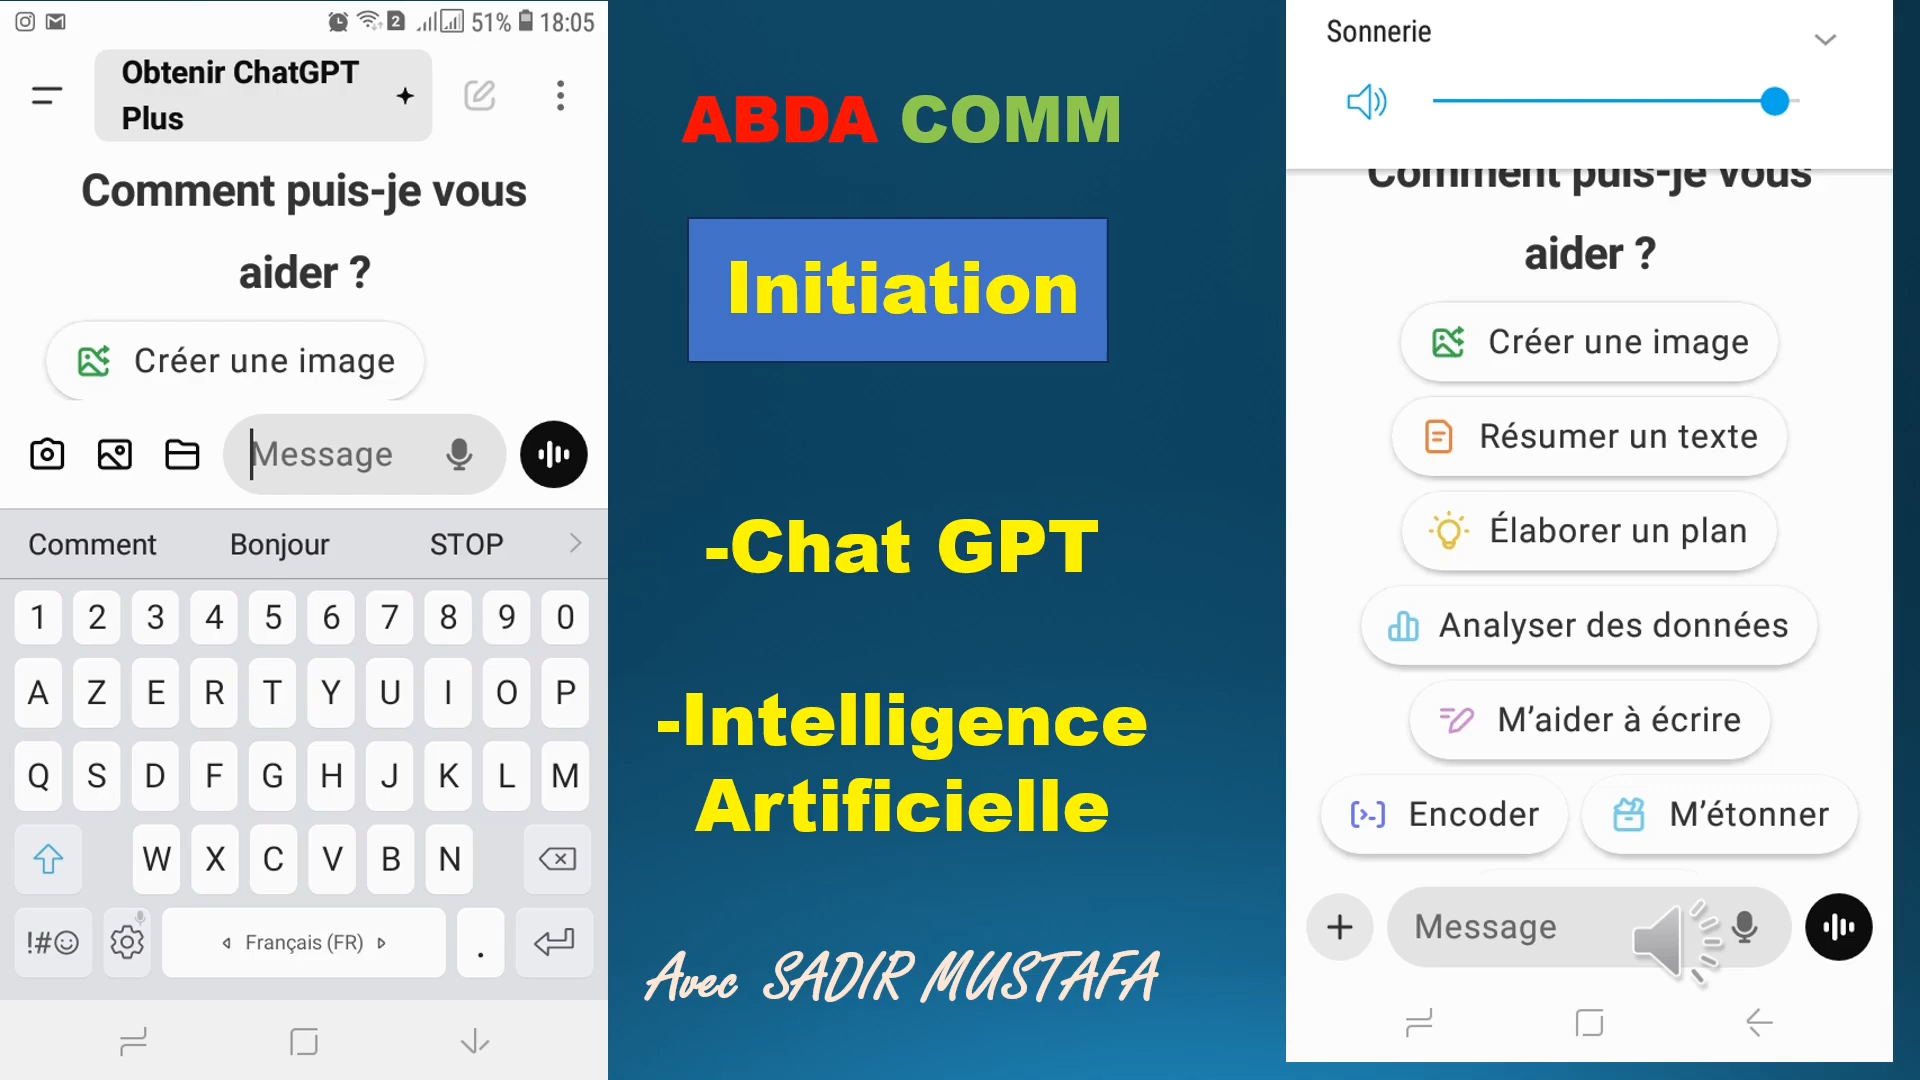 51% 18:05
Obtenir ChatGPT
Plus
Comment puis-je vous
aider ?
Créer une image
Message
Comment Bonjour STOP
1 2 3 4 5 6 7 8 9 0
A Z E R T Y U I O P
Q S D F G H J K L M
W X C V B N
!#☺ Français (FR) .
ABDA COMM
Initiation
-Chat GPT
-Intelligence
Artificielle
Avec SADIR MUSTAFA
Sonnerie
Comment puis-je vous
aider ?
Créer une image
Résumer un texte
Élaborer un plan
Analyser des données
M’aider à écrire
Encoder M’étonner
Message